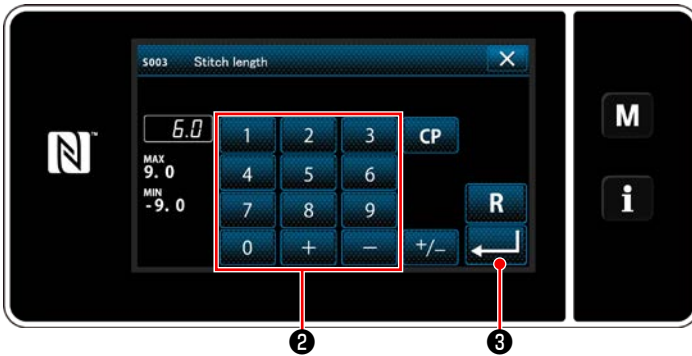 S003 Stitch length
6.0
MAX
9.0
MIN
-9.0
1 2 3 CP
4 5 6
7 8 9 R
0 + − +/−
M
i
N
TM
❷ ❸